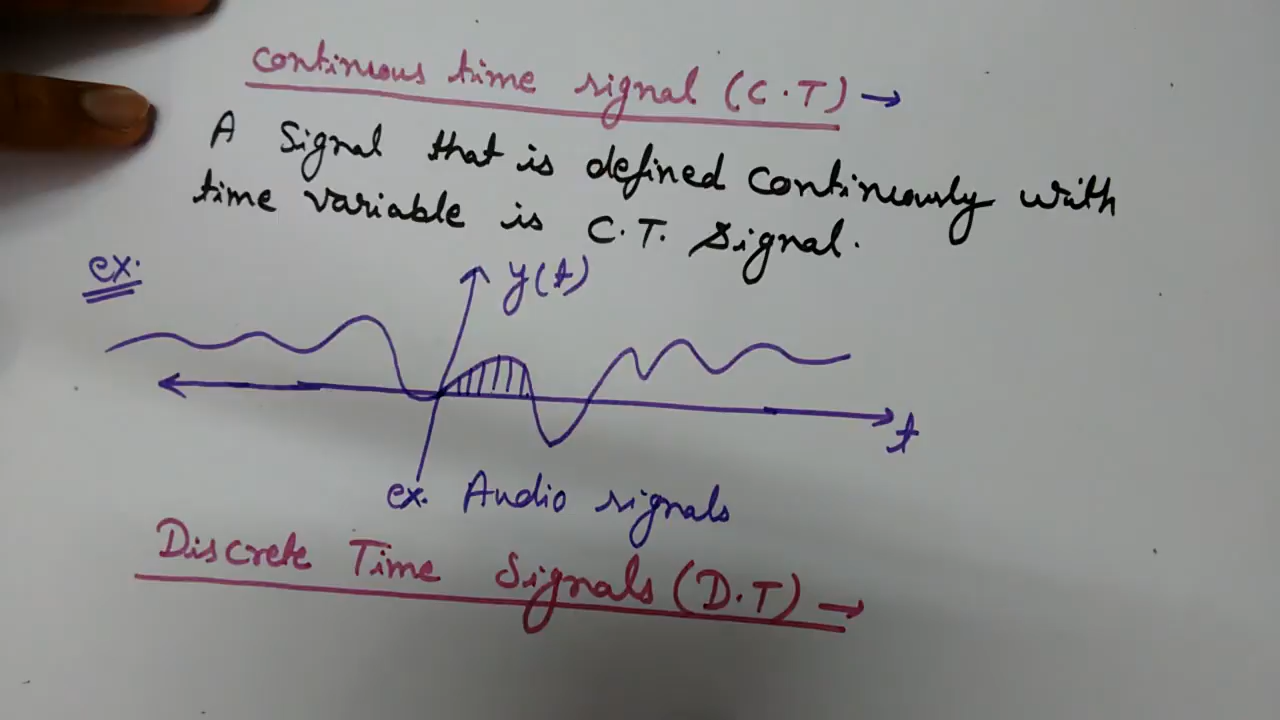 continuous time signal (C.T) →
A Signal that is defined continuously with
time variable is C.T. Signal.
ex.
y(t)
t
ex. Audio signals
Discrete Time Signals (D.T) →